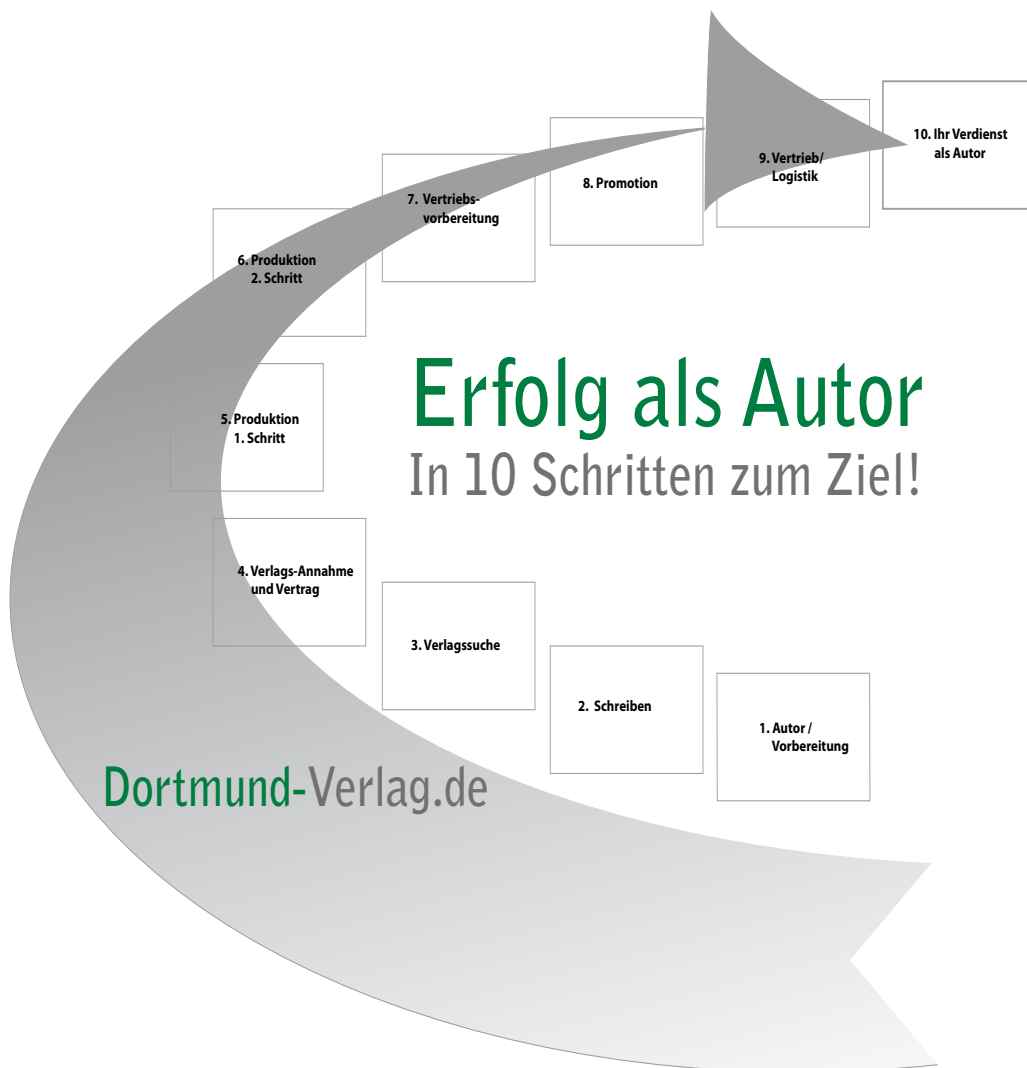 10. Ihr Verdienst
als Autor
9. Vertrieb/
Logistik
8. Promotion
7. Vertriebs-
vorbereitung
6. Produktion
2. Schritt
Erfolg als Autor
In 10 Schritten zum Ziel!
5. Produktion
1. Schritt
4. Verlags-Annahme
und Vertrag
3. Verlagssuche
2. Schreiben
1. Autor /
Vorbereitung
Dortmund-Verlag.de